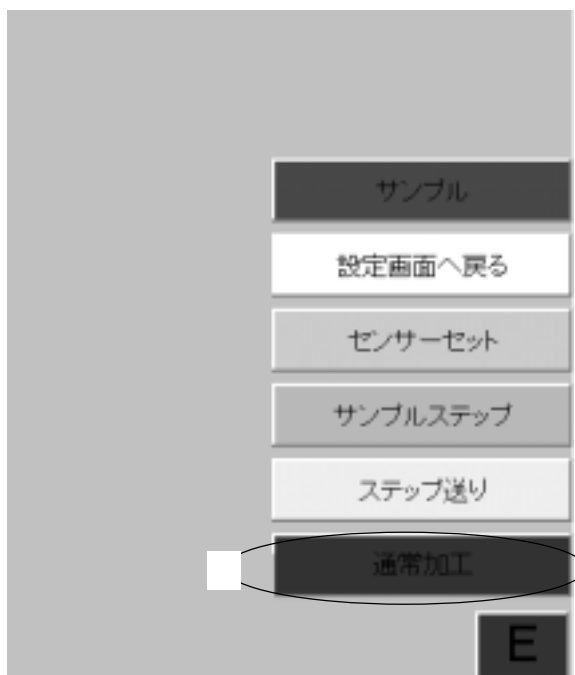 サンプル
設定画面へ戻る
センサーセット
サンプルステップ
ステップ送り
通常加工
E